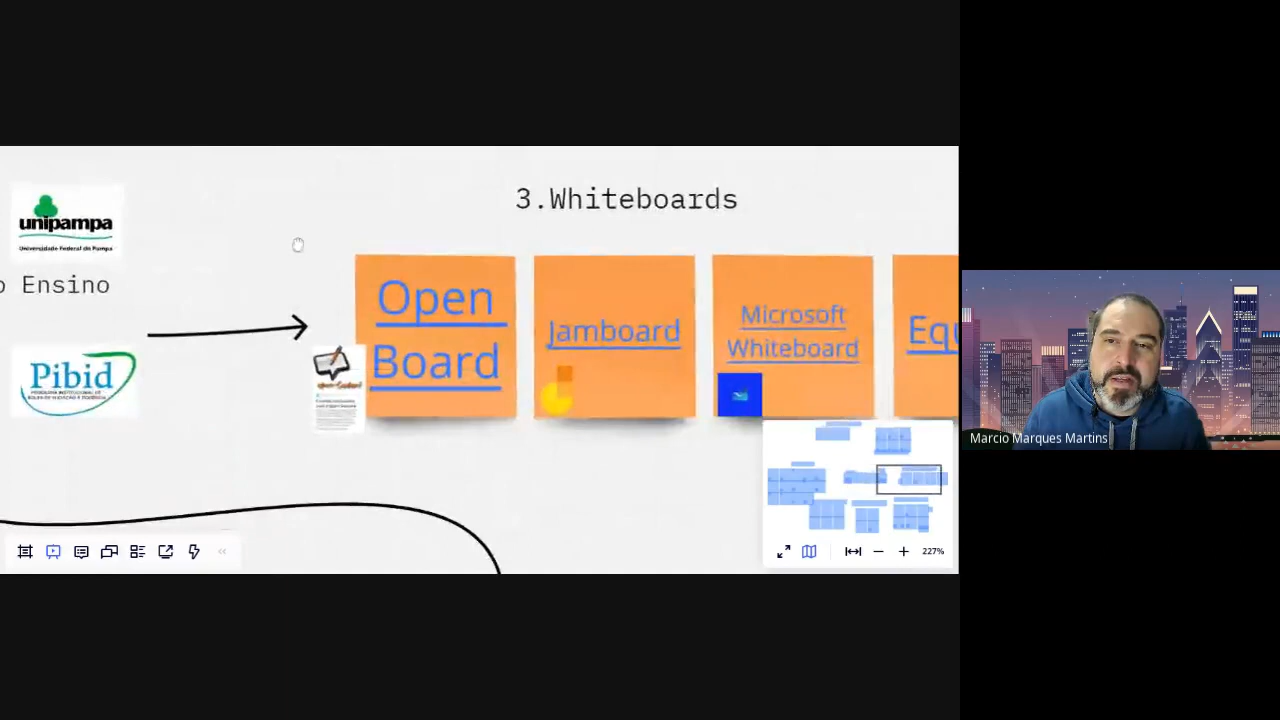 3.Whiteboards
unipampa
Universidade Federal do Pampa
o Ensino
Pibid
Open
Board
Jamboard
Microsoft
Whiteboard
Equ
227%
Marcio Marques Martins